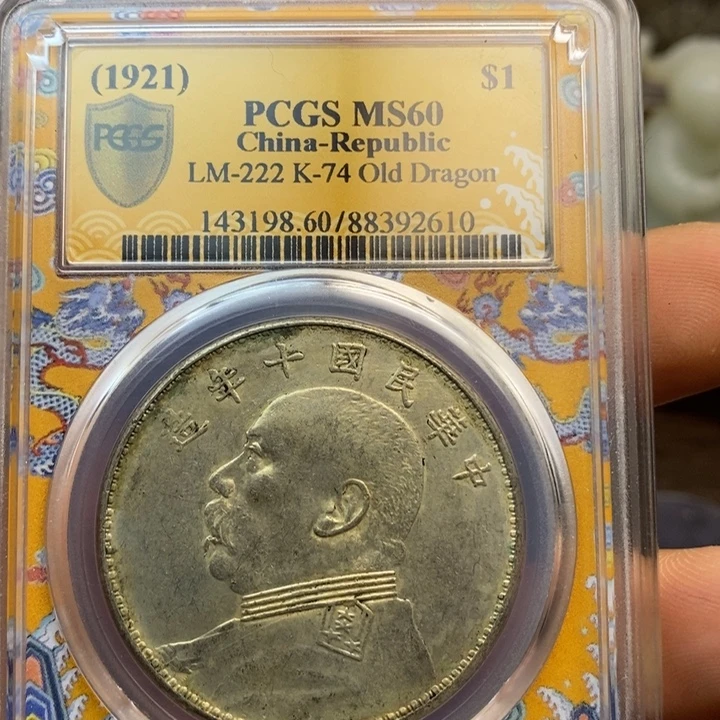 (1921) $1
PCGS
PCGS MS60
China-Republic
LM-222 K-74 Old Dragon
143198.60/88392610
造年十國民華中